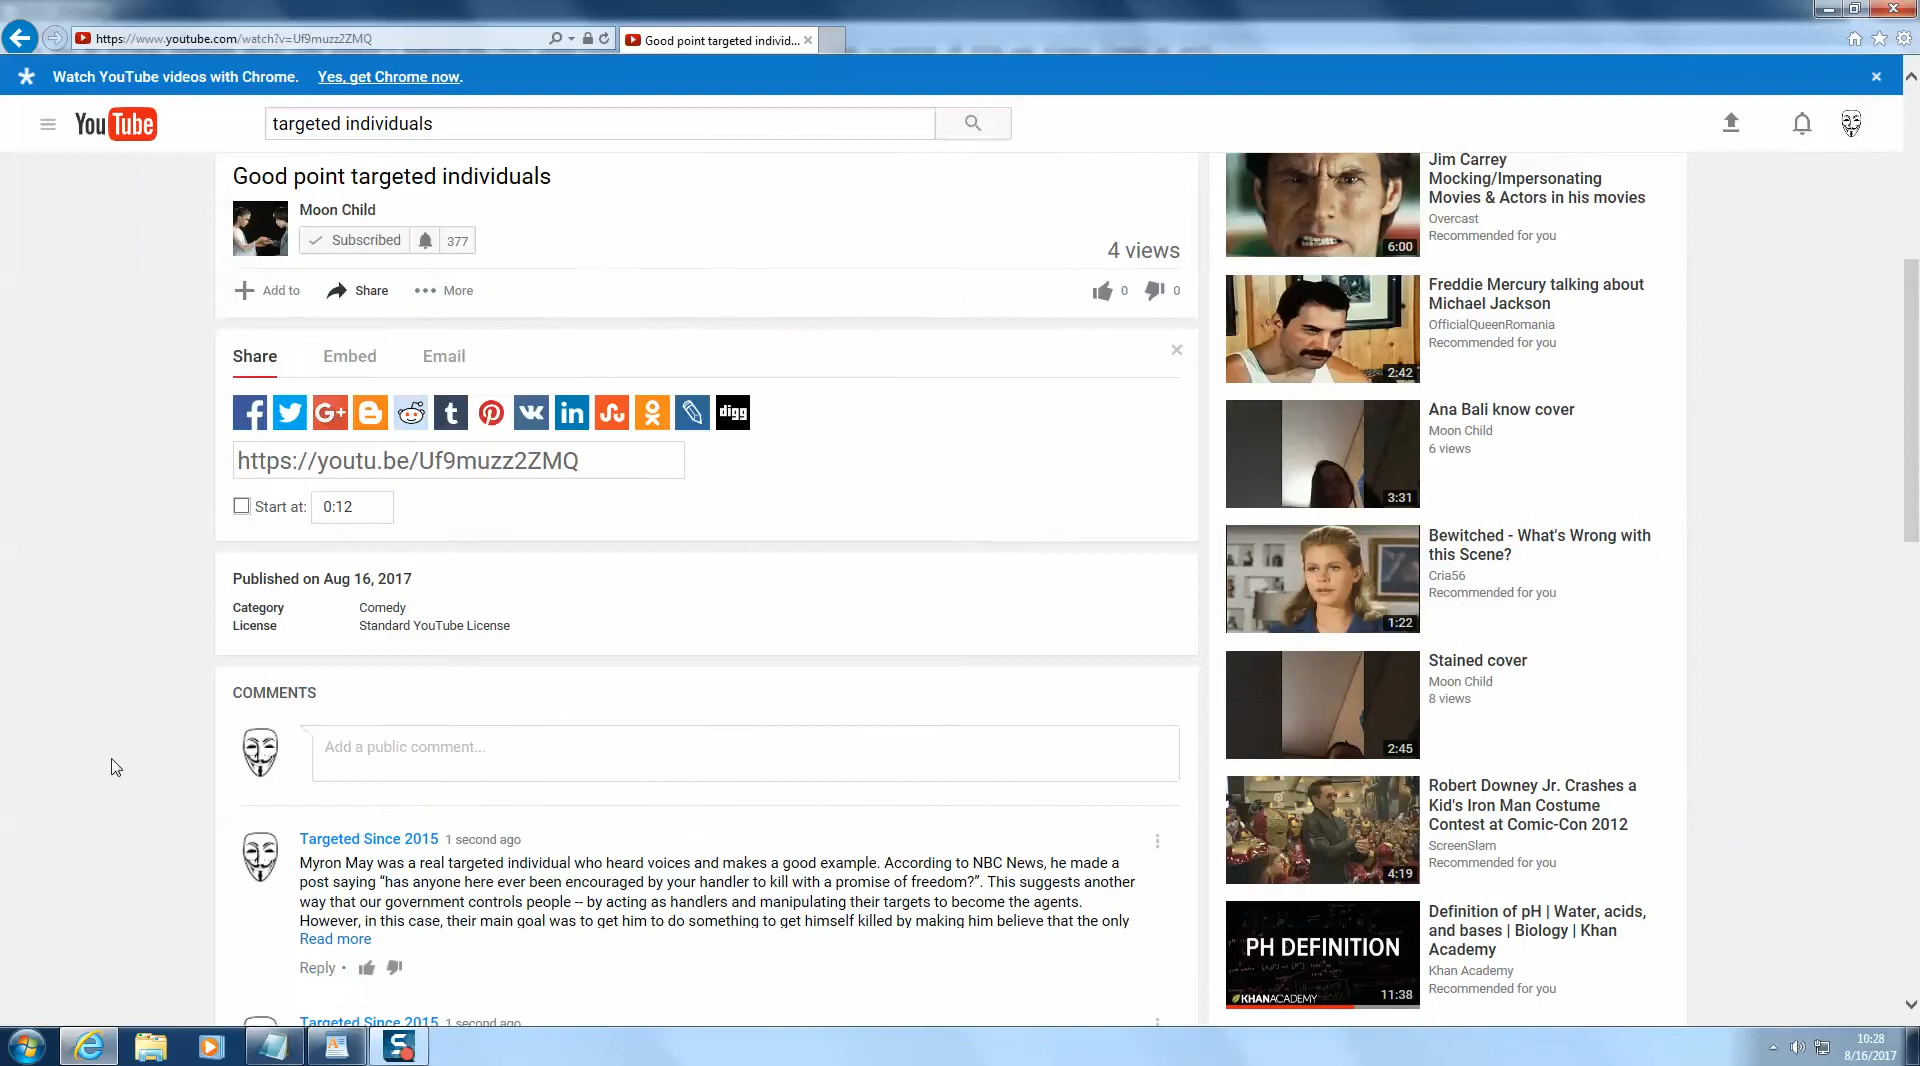 https://www.youtube.com/watch?v=Uf9muzz2ZMQ
Good point targeted individ...
Watch YouTube videos with Chrome. Yes, get Chrome now.
YouTube
targeted individuals
Good point targeted individuals
Moon Child
Subscribed 377
4 views
Add to Share More
0 0
Share Embed Email
G+ t vk in digg
https://youtu.be/Uf9muzz2ZMQ
Start at: 0:12
Published on Aug 16, 2017
Category Comedy
License Standard YouTube License
COMMENTS
Add a public comment...
Targeted Since 2015 1 second ago
Myron May was a real targeted individual who heard voices and makes a good example. According to NBC News, he made a
post saying “has anyone here ever been encouraged by your handler to kill with a promise of freedom?”. This suggests another
way that our government controls people -- by acting as handlers and manipulating their targets to become the agents.
However, in this case, their main goal was to get him to do something to get himself killed by making him believe that the only
Read more
Reply •
Targeted Since 2015 1 second ago
Jim Carrey
Mocking/Impersonating
Movies & Actors in his movies
Overcast
Recommended for you
6:00
Freddie Mercury talking about
Michael Jackson
OfficialQueenRomania
Recommended for you
2:42
Ana Bali know cover
Moon Child
6 views
3:31
Bewitched - What's Wrong with
this Scene?
Cria56
Recommended for you
1:22
Stained cover
Moon Child
8 views
2:45
Robert Downey Jr. Crashes a
Kid's Iron Man Costume
Contest at Comic-Con 2012
ScreenSlam
Recommended for you
4:19
Definition of pH | Water, acids,
and bases | Biology | Khan
Academy
Khan Academy
Recommended for you
PH DEFINITION
KHANACADEMY
11:38
10:28
8/16/2017